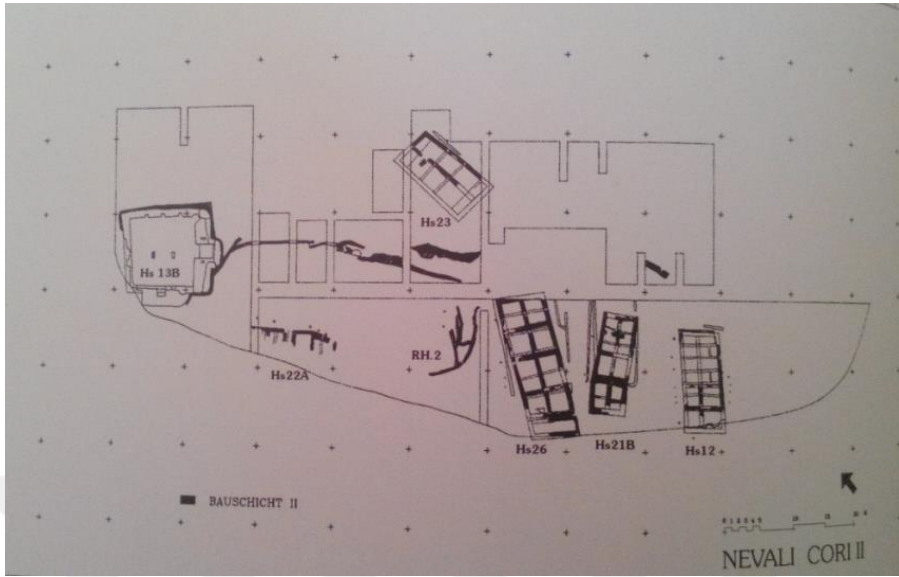 Hs23
Hs 13B
RH.2
Hs22A
Hs26
Hs21B
Hs12
BAUSCHICHT II
NEVALI CORI II